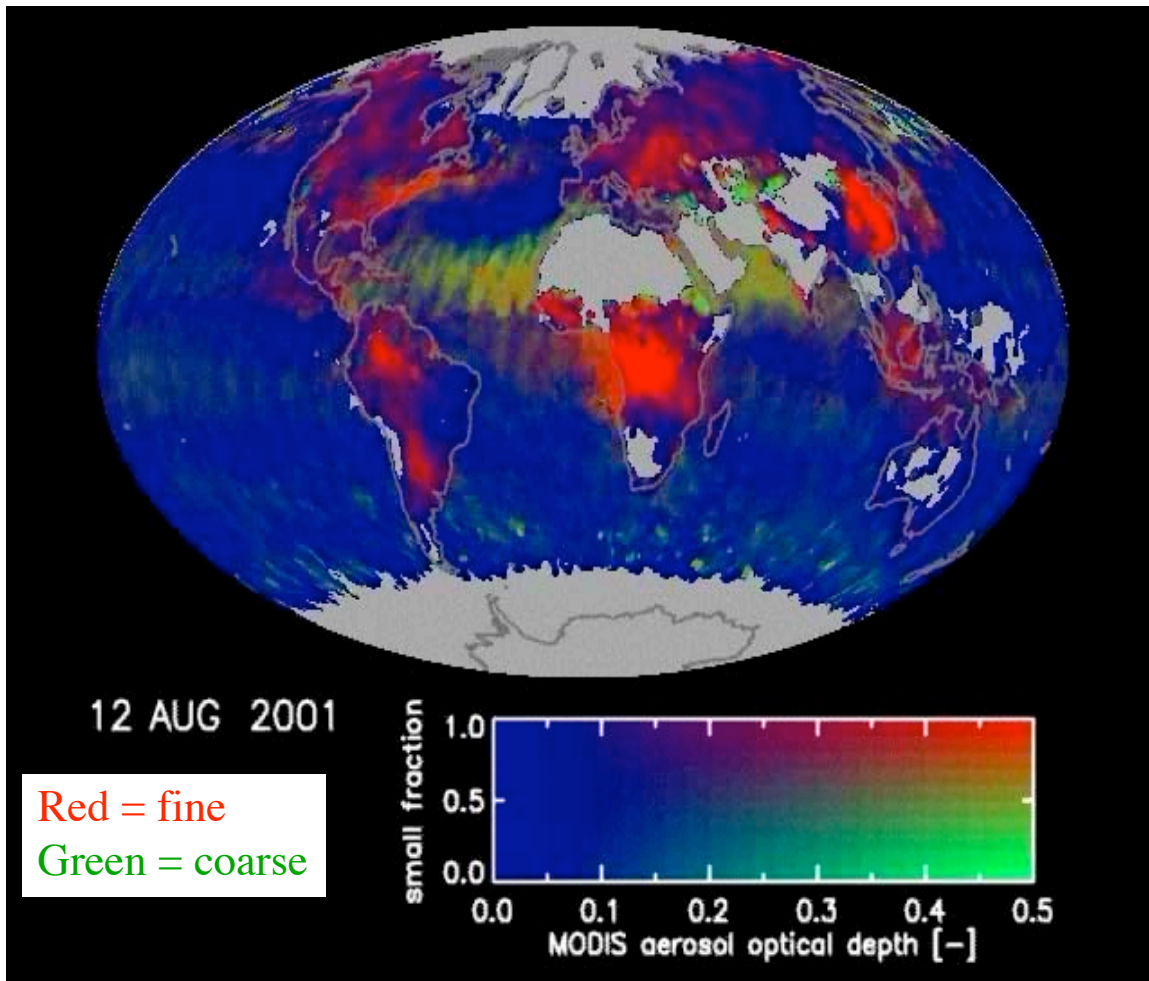 12 AUG 2001
Red = fine
Green = coarse
small fraction
1.0
0.5
0.0
0.0 0.1 0.2 0.3 0.4 0.5
MODIS aerosol optical depth [-]